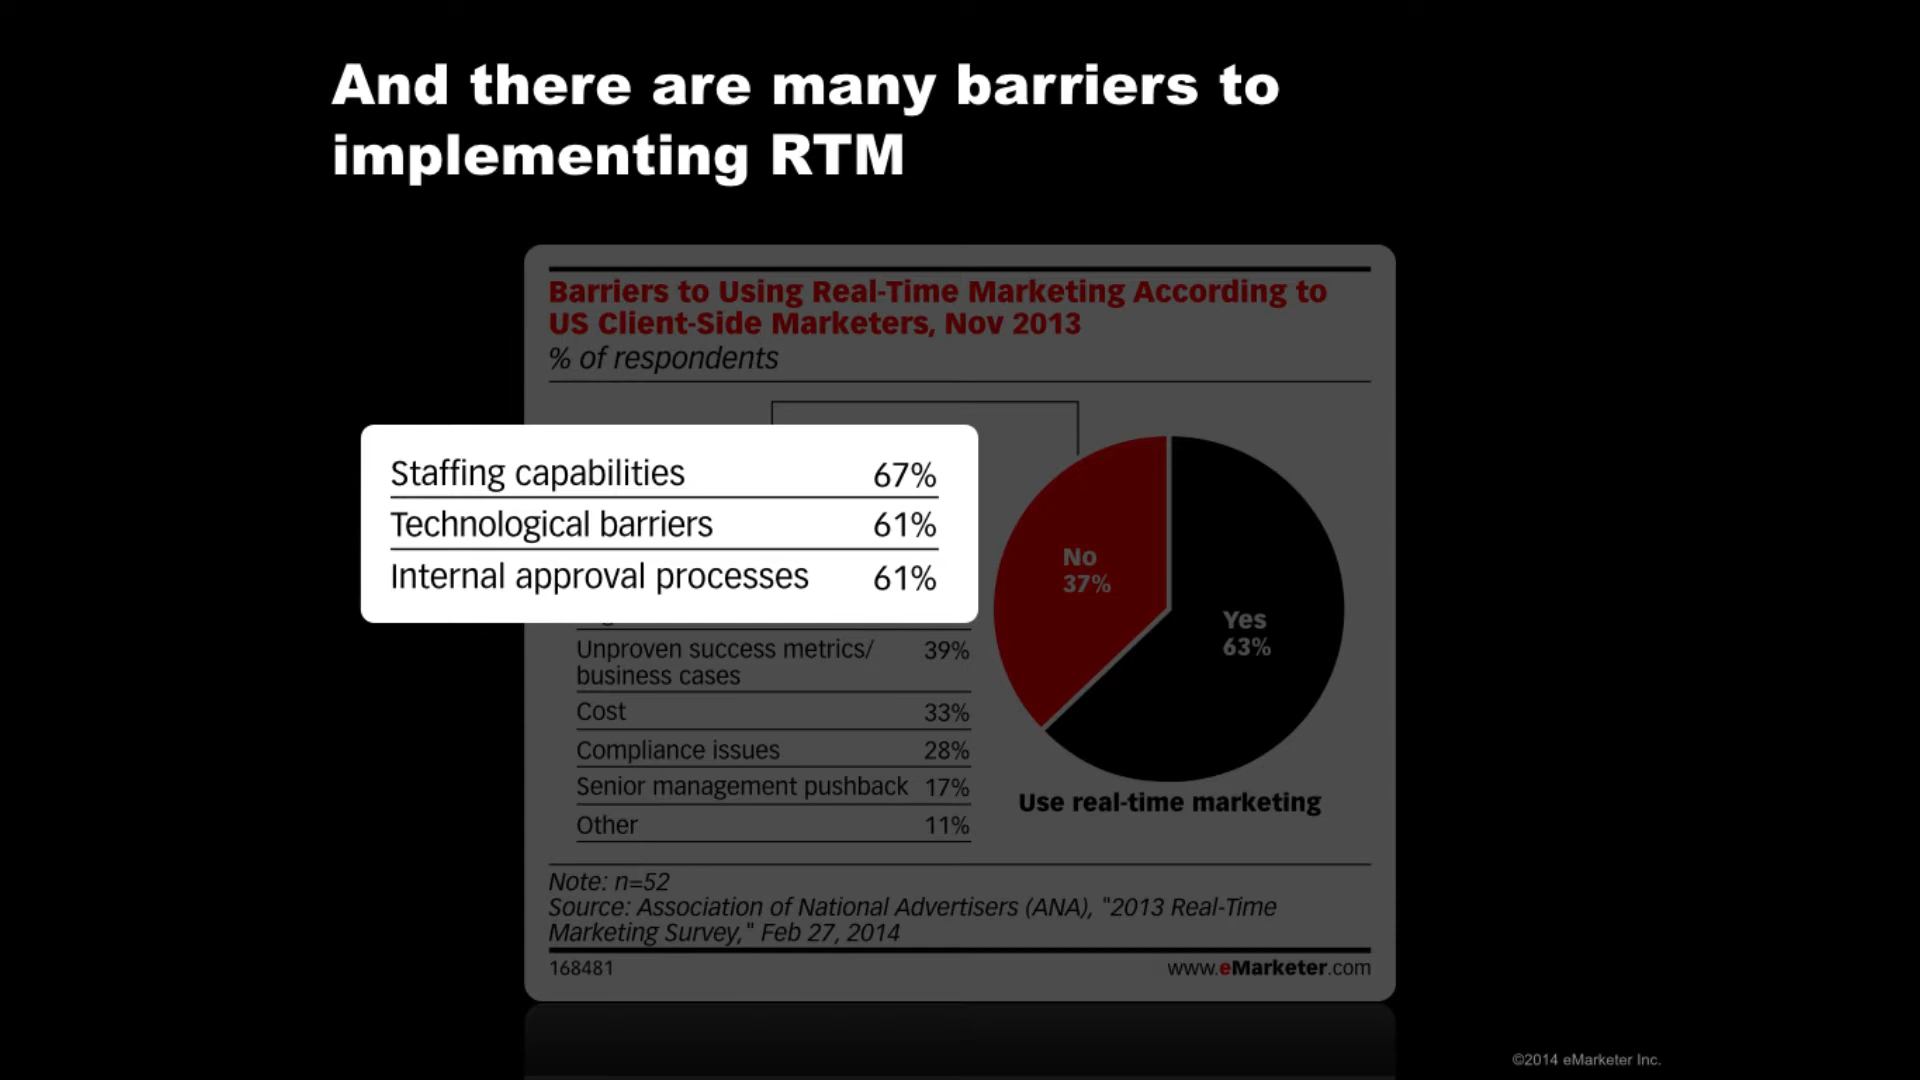 And there are many barriers to
implementing RTM
Barriers to Using Real-Time Marketing According to
US Client-Side Marketers, Nov 2013
% of respondents
Staffing capabilities 67%
Technological barriers 61%
Internal approval processes 61%
Unproven success metrics/ 39%
business cases
Cost 33%
Compliance issues 28%
Senior management pushback 17%
Other 11%
No
37%
Yes
63%
Use real-time marketing
Note: n=52
Source: Association of National Advertisers (ANA), "2013 Real-Time
Marketing Survey," Feb 27, 2014
168481 www.eMarketer.com
©2014 eMarketer Inc.